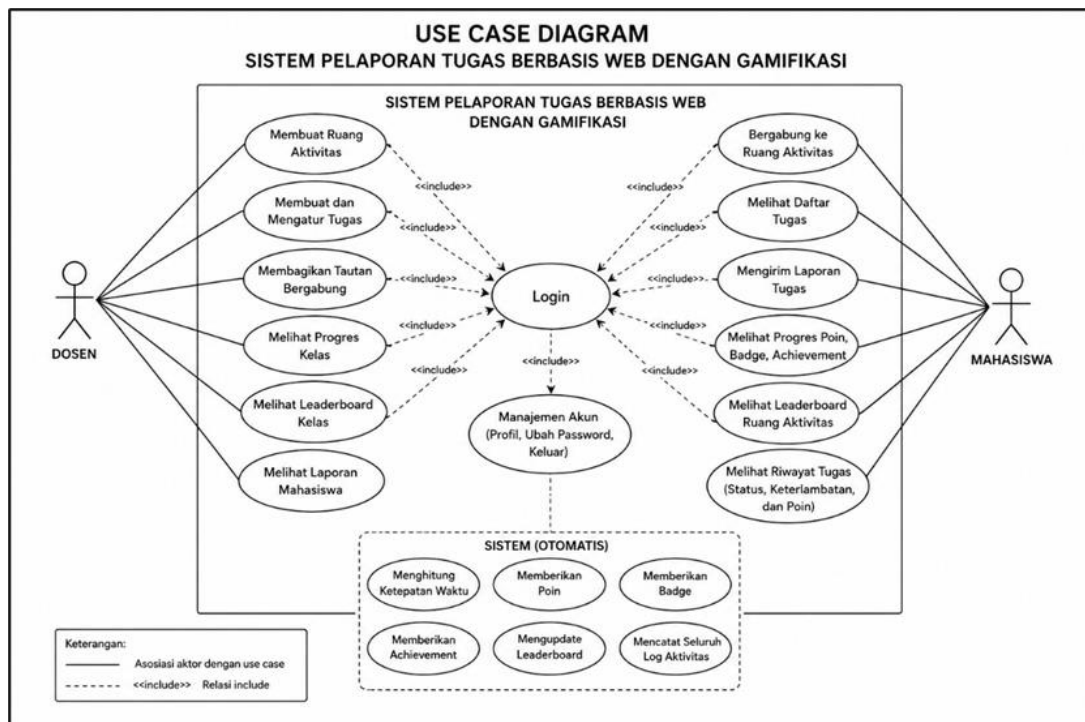 USE CASE DIAGRAM
SISTEM PELAPORAN TUGAS BERBASIS WEB DENGAN GAMIFIKASI
SISTEM PELAPORAN TUGAS BERBASIS WEB
DENGAN GAMIFIKASI
Membuat Ruang
Aktivitas
Membuat dan
Mengatur Tugas
Membagikan Tautan
Bergabung
Melihat Progres
Kelas
Melihat Leaderboard
Kelas
Melihat Laporan
Mahasiswa
DOSEN
<<include>>
<<include>>
<<include>>
<<include>>
<<include>>
Login
<<include>>
Manajemen Akun
(Profil, Ubah Password,
Keluar)
<<include>>
<<include>>
<<include>>
<<include>>
<<include>>
Bergabung ke
Ruang Aktivitas
Melihat Daftar
Tugas
Mengirim Laporan
Tugas
Melihat Progres Poin,
Badge, Achievement
Melihat Leaderboard
Ruang Aktivitas
Melihat Riwayat Tugas
(Status, Keterlambatan,
dan Poin)
MAHASISWA
SISTEM (OTOMATIS)
Menghitung
Ketepatan Waktu
Memberikan
Poin
Memberikan
Badge
Memberikan
Achievement
Mengupdate
Leaderboard
Mencatat Seluruh
Log Aktivitas
Keterangan:
Asosiasi aktor dengan use case
<<include>> Relasi include